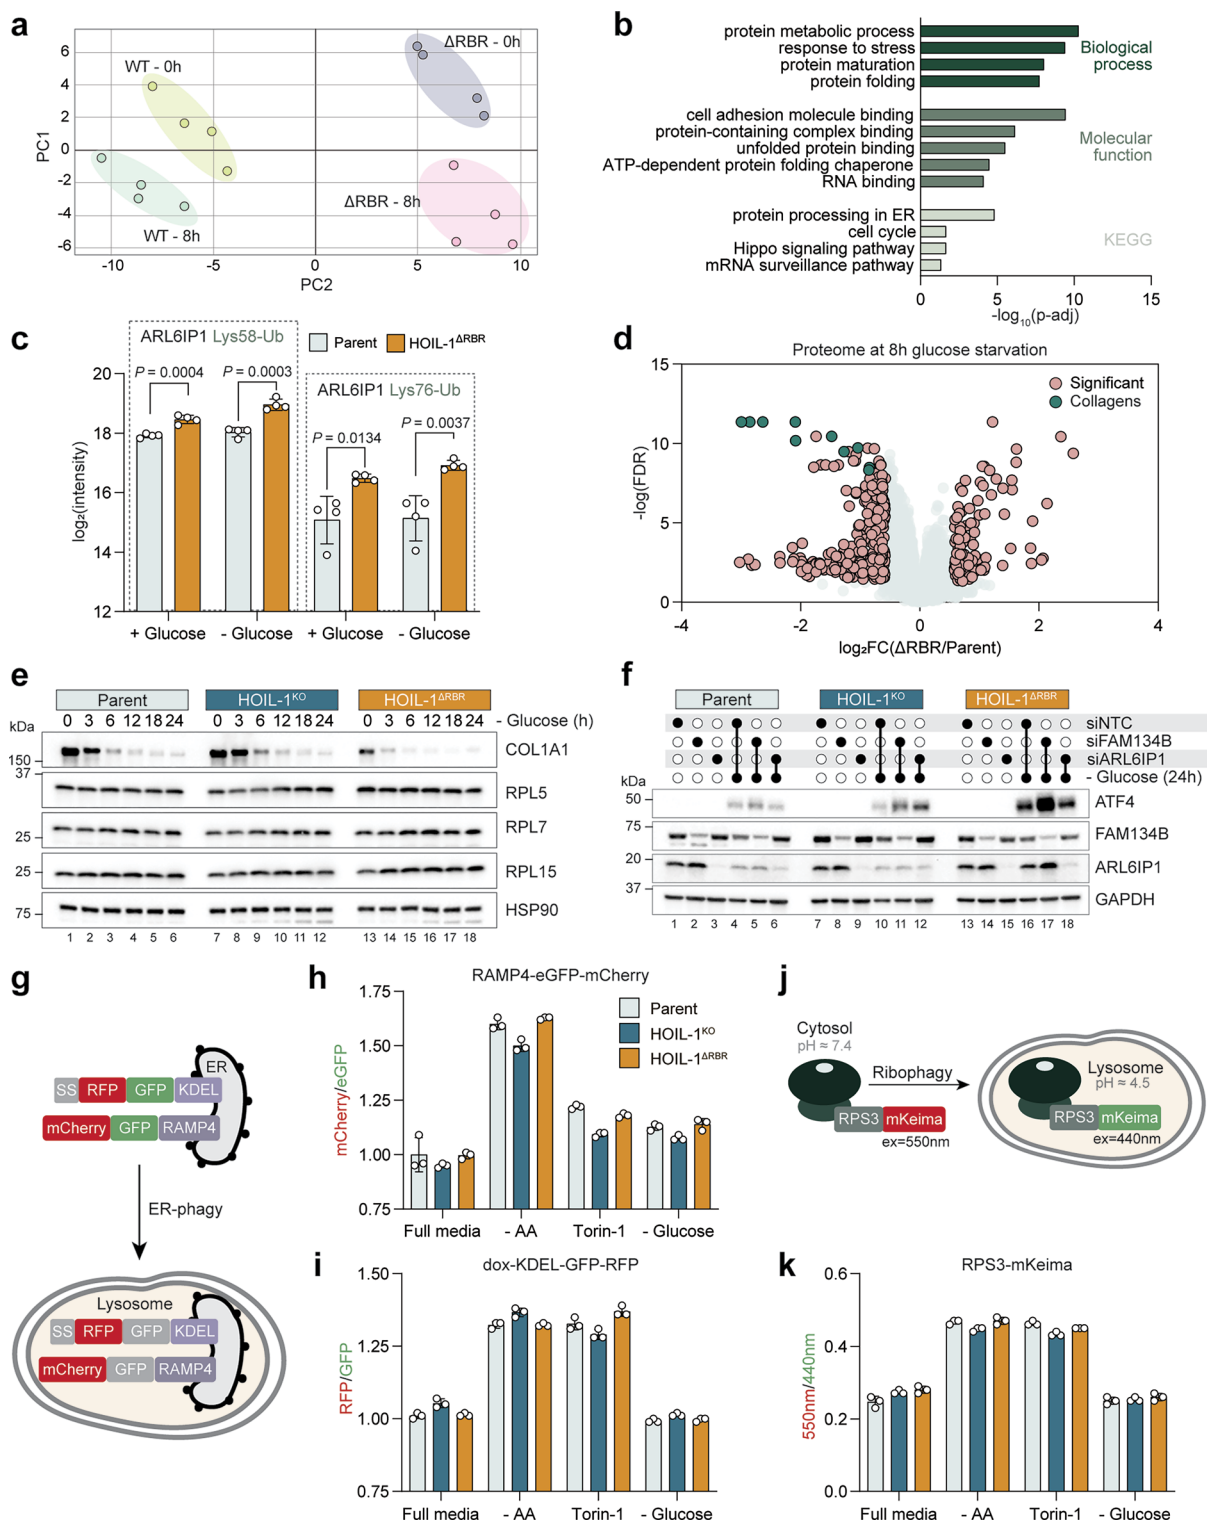 a
PC1
6
4
2
0
-2
-4
-6
WT - 0h
ΔRBR - 0h
WT - 8h
ΔRBR - 8h
-10 -5 0 5 10
PC2
b
protein metabolic process
response to stress
protein maturation
protein folding
Biological
process
cell adhesion molecule binding
protein-containing complex binding
unfolded protein binding
ATP-dependent protein folding chaperone
RNA binding
Molecular
function
protein processing in ER
cell cycle
Hippo signaling pathway
mRNA surveillance pathway
KEGG
0 5 10 15
-log₁₀(p-adj)
c
ARL6IP1 Lys58-Ub
Parent HOIL-1^ΔRBR
P = 0.0004 P = 0.0003
ARL6IP1 Lys76-Ub
P = 0.0134 P = 0.0037
log₂(intensity)
20
18
16
14
12
+ Glucose - Glucose + Glucose - Glucose
d
Proteome at 8h glucose starvation
Significant
Collagens
-log(FDR)
15
10
5
0
-4 -2 0 2 4
log₂FC(ΔRBR/Parent)
e
Parent HOIL-1^KO HOIL-1^ΔRBR
kDa 0 3 6 12 18 24 0 3 6 12 18 24 0 3 6 12 18 24 - Glucose (h)
150 COL1A1
37 RPL5
25 RPL7
25 RPL15
75 HSP90
1 2 3 4 5 6 7 8 9 10 11 12 13 14 15 16 17 18
f
Parent HOIL-1^KO HOIL-1^ΔRBR
siNTC
siFAM134B
siARL6IP1
- Glucose (24h)
kDa
50 ATF4
75 FAM134B
20 ARL6IP1
37 GAPDH
1 2 3 4 5 6 7 8 9 10 11 12 13 14 15 16 17 18
g
ER
SS RFP GFP KDEL
mCherry GFP RAMP4
ER-phagy
Lysosome
SS RFP GFP KDEL
mCherry GFP RAMP4
h
RAMP4-eGFP-mCherry
Parent
HOIL-1^KO
HOIL-1^ΔRBR
mCherry/eGFP
1.75
1.50
1.25
1.00
0.75
Full media - AA Torin-1 - Glucose
i
dox-KDEL-GFP-RFP
RFP/GFP
1.50
1.25
1.00
0.75
Full media - AA Torin-1 - Glucose
j
Cytosol
pH ≈ 7.4
Ribophagy
RPS3 mKeima
ex=550nm
Lysosome
pH ≈ 4.5
RPS3 mKeima
ex=440nm
k
RPS3-mKeima
550nm/440nm
0.6
0.4
0.2
0.0
Full media - AA Torin-1 - Glucose